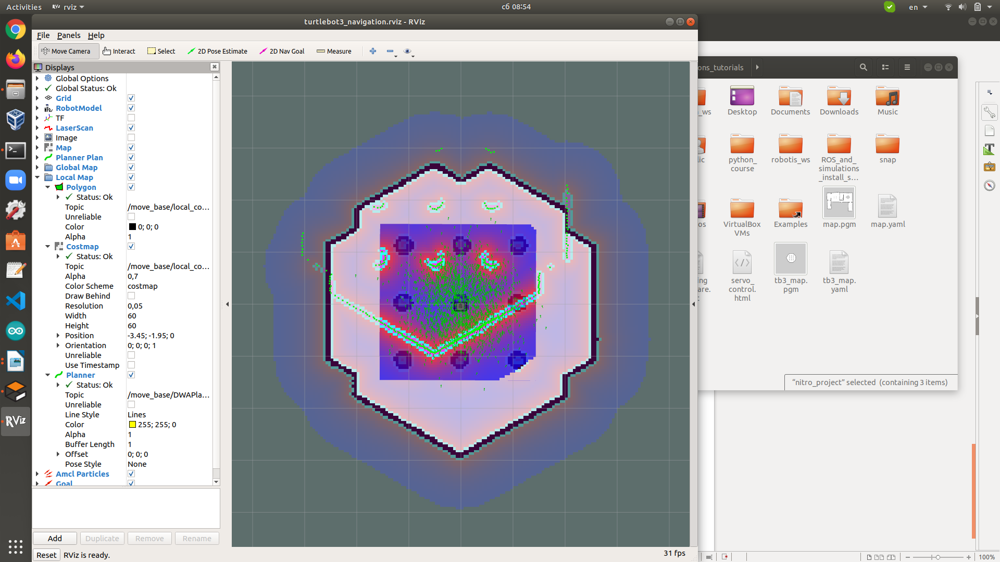 Activities
rviz
сб 08:54
en
turtlebot3_navigation.rviz - RViz
File Panels Help
Move Camera Interact Select 2D Pose Estimate 2D Nav Goal Measure
Displays
Global Options
Global Status: Ok
Grid
RobotModel
TF
LaserScan
Image
Map
Planner Plan
Global Map
Local Map
Polygon
Status: Ok
Topic /move_base/local_co...
Unreliable
Color 0; 0; 0
Alpha 1
Costmap
Status: Ok
Topic /move_base/local_co...
Alpha 0,7
Color Scheme costmap
Draw Behind
Resolution 0,05
Width 60
Height 60
Position -3.45; -1.95; 0
Orientation 0; 0; 0; 1
Unreliable
Use Timestamp
Planner
Status: Ok
Topic /move_base/DWAPla...
Unreliable
Line Style Lines
Color 255; 255; 0
Alpha 1
Buffer Length 1
Offset 0; 0; 0
Pose Style None
Amcl Particles
Goal
Add Duplicate Remove Rename
Reset RViz is ready.
31 fps
RViz
ons_tutorials
_ws Desktop Documents Downloads Music
lic python_ robotis_ws ROS_and_ snap
course simulations
_install_s...
os VirtualBox Examples map.pgm map.yaml
VMs
ing servo_ tb3_map. tb3_map.
are. control. pgm yaml
c html
“nitro_project” selected (containing 3 items)
100%